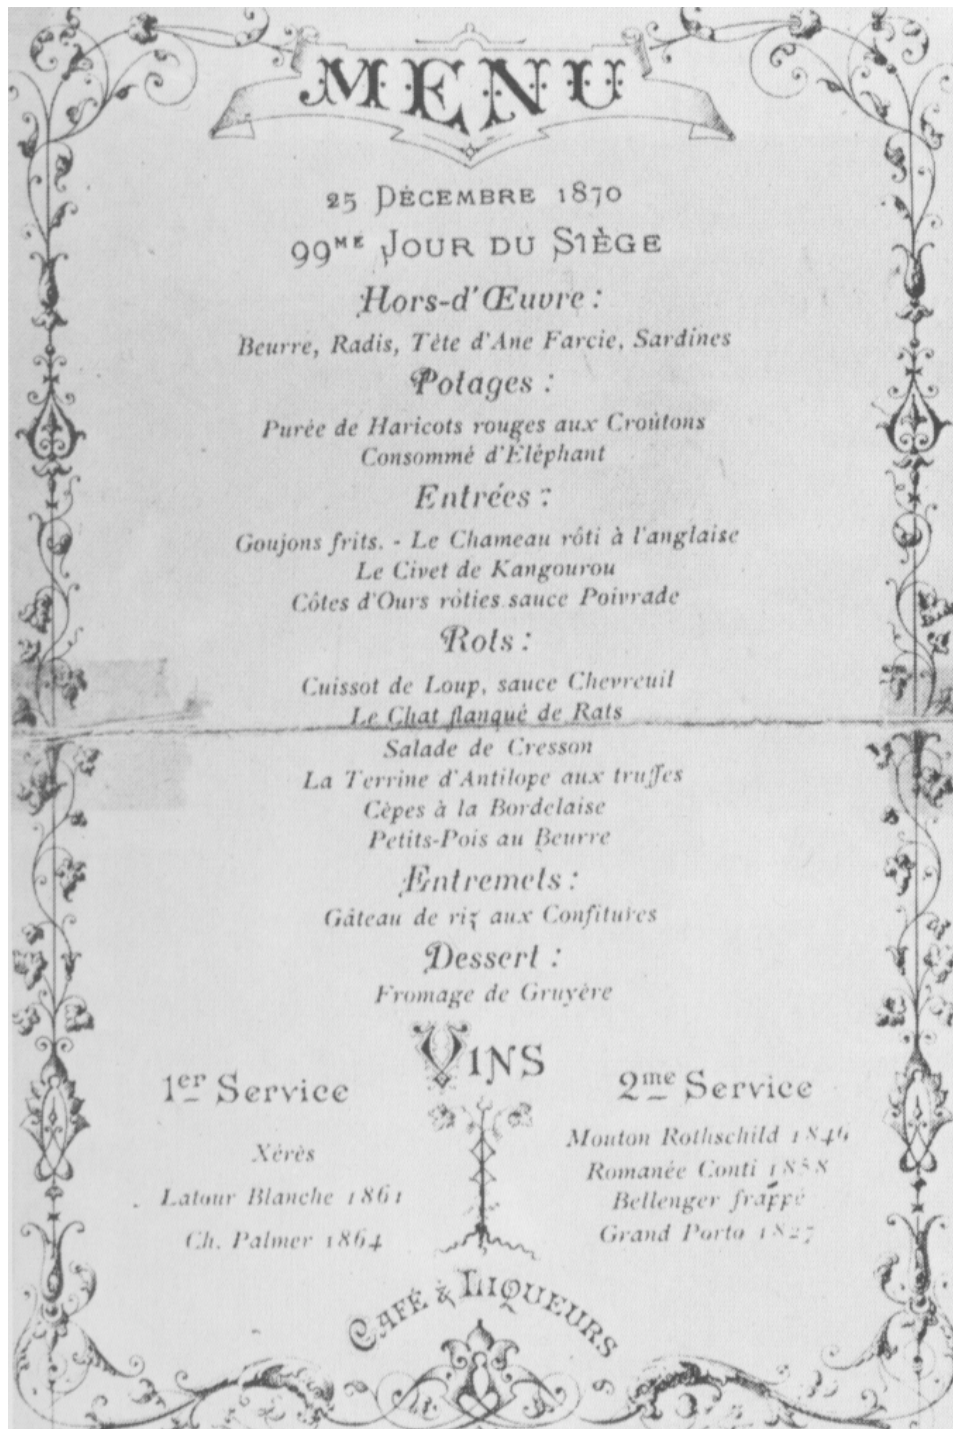 MENU
25 DÉCEMBRE 1870
99ME JOUR DU SIÈGE
Hors-d'Œuvre :
Beurre, Radis, Tête d'Ane Farcie, Sardines
Potages :
Purée de Haricots rouges aux Croûtons
Consommé d'Éléphant
Entrées :
Goujons frits. - Le Chameau rôti à l'anglaise
Le Civet de Kangourou
Côtes d'Ours rôties sauce Poivrade
Rots :
Cuissot de Loup, sauce Chevreuil
Le Chat flanqué de Rats
Salade de Cresson
La Terrine d'Antilope aux truffes
Cèpes à la Bordelaise
Petits-Pois au Beurre
Entremets :
Gâteau de riz aux Confitures
Dessert :
Fromage de Gruyère
VINS
1er Service
Xérès
Latour Blanche 1861
Ch. Palmer 1864
2me Service
Mouton Rothschild 1846
Romanée Conti 1858
Bellenger frappé
Grand Porto 1827
CAFÉ & LIQUEURS